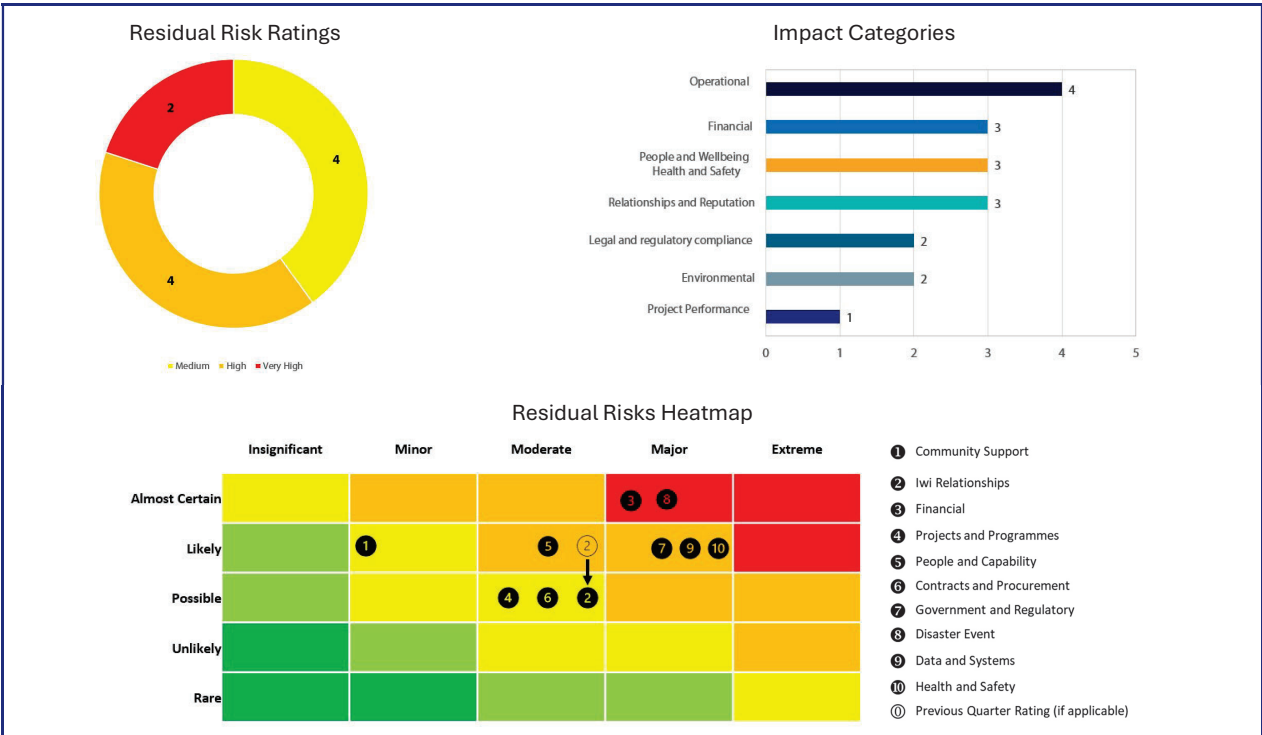 Residual Risk Ratings
2
4
4
Medium High Very High
Impact Categories
Operational
4
Financial
3
People and Wellbeing
Health and Safety
3
Relationships and Reputation
3
Legal and regulatory compliance
2
Environmental
2
Project Performance
1
0 1 2 3 4 5
Residual Risks Heatmap
Insignificant Minor Moderate Major Extreme
Almost Certain
3 8
Likely
1 5 2 7 9 10
Possible
4 6 2
Unlikely
Rare
1 Community Support
2 Iwi Relationships
3 Financial
4 Projects and Programmes
5 People and Capability
6 Contracts and Procurement
7 Government and Regulatory
8 Disaster Event
9 Data and Systems
10 Health and Safety
0 Previous Quarter Rating (if applicable)